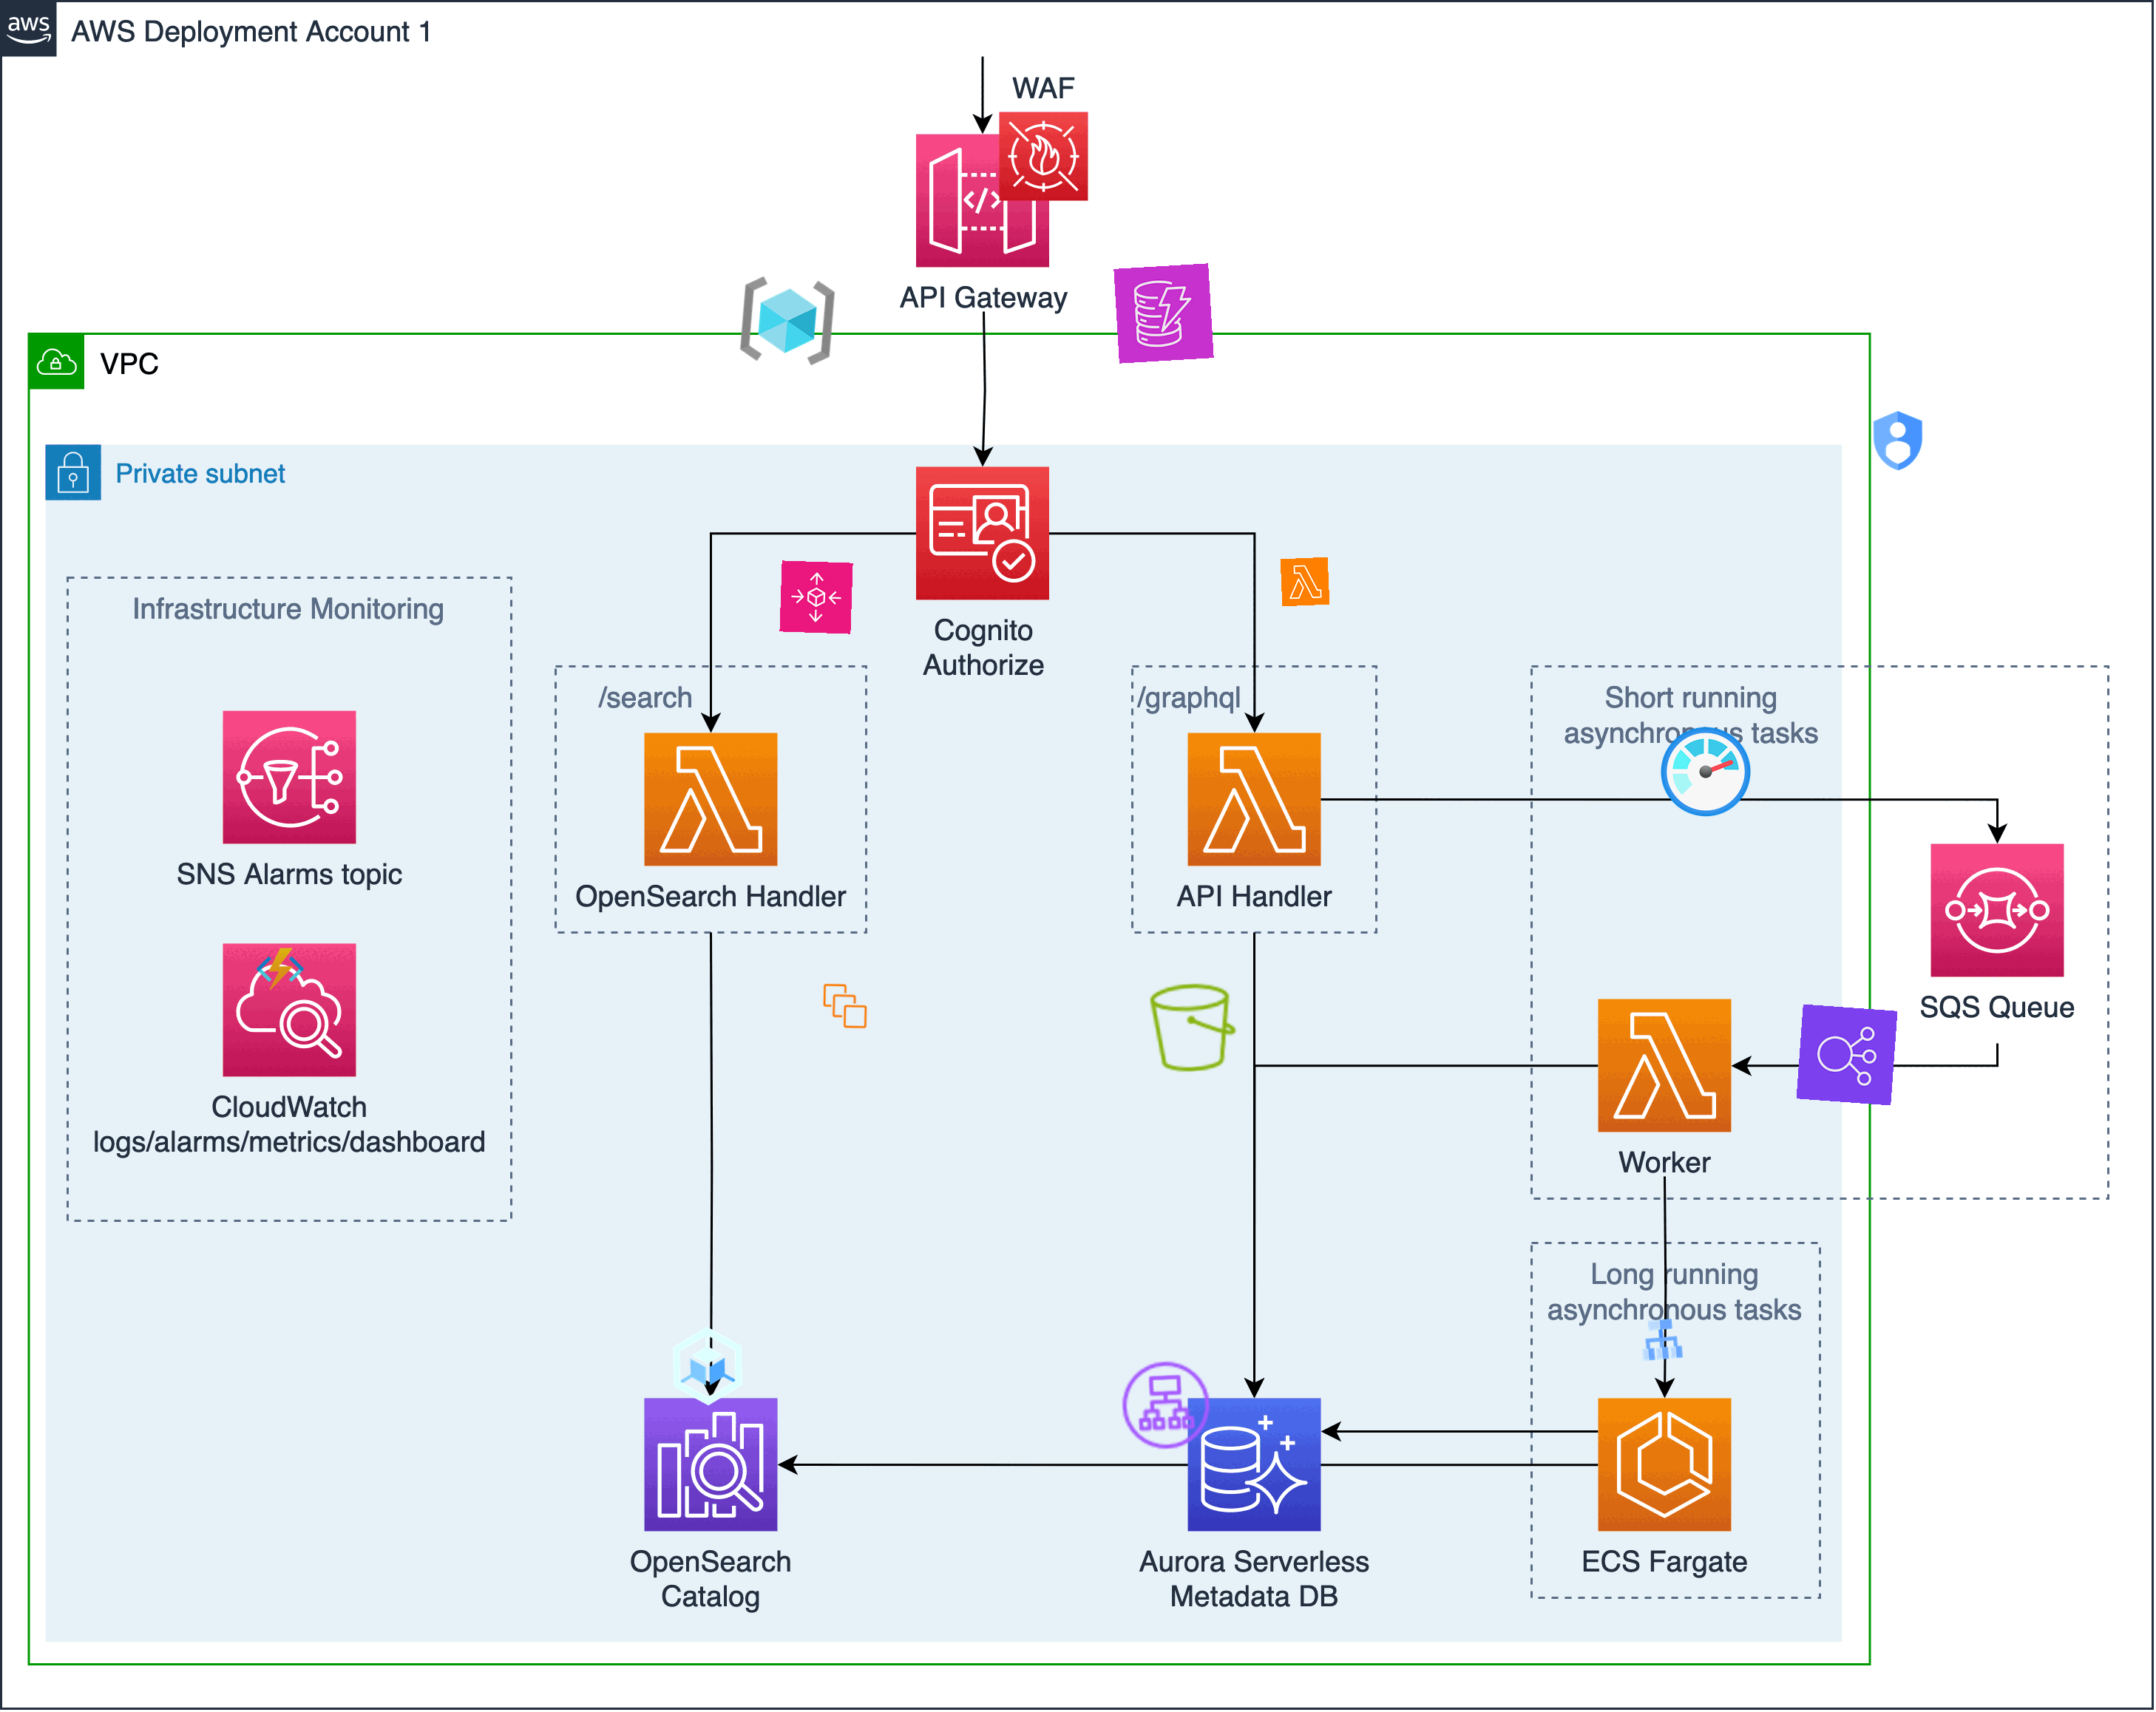 aws
AWS Deployment Account 1
WAF
API Gateway
VPC
Private subnet
Cognito
Authorize
Infrastructure Monitoring
SNS Alarms topic
CloudWatch
logs/alarms/metrics/dashboard
/search
OpenSearch Handler
/graphql
API Handler
Short running
asynchronous tasks
SQS Queue
Worker
Long running
asynchronous tasks
OpenSearch
Catalog
Aurora Serverless
Metadata DB
ECS Fargate